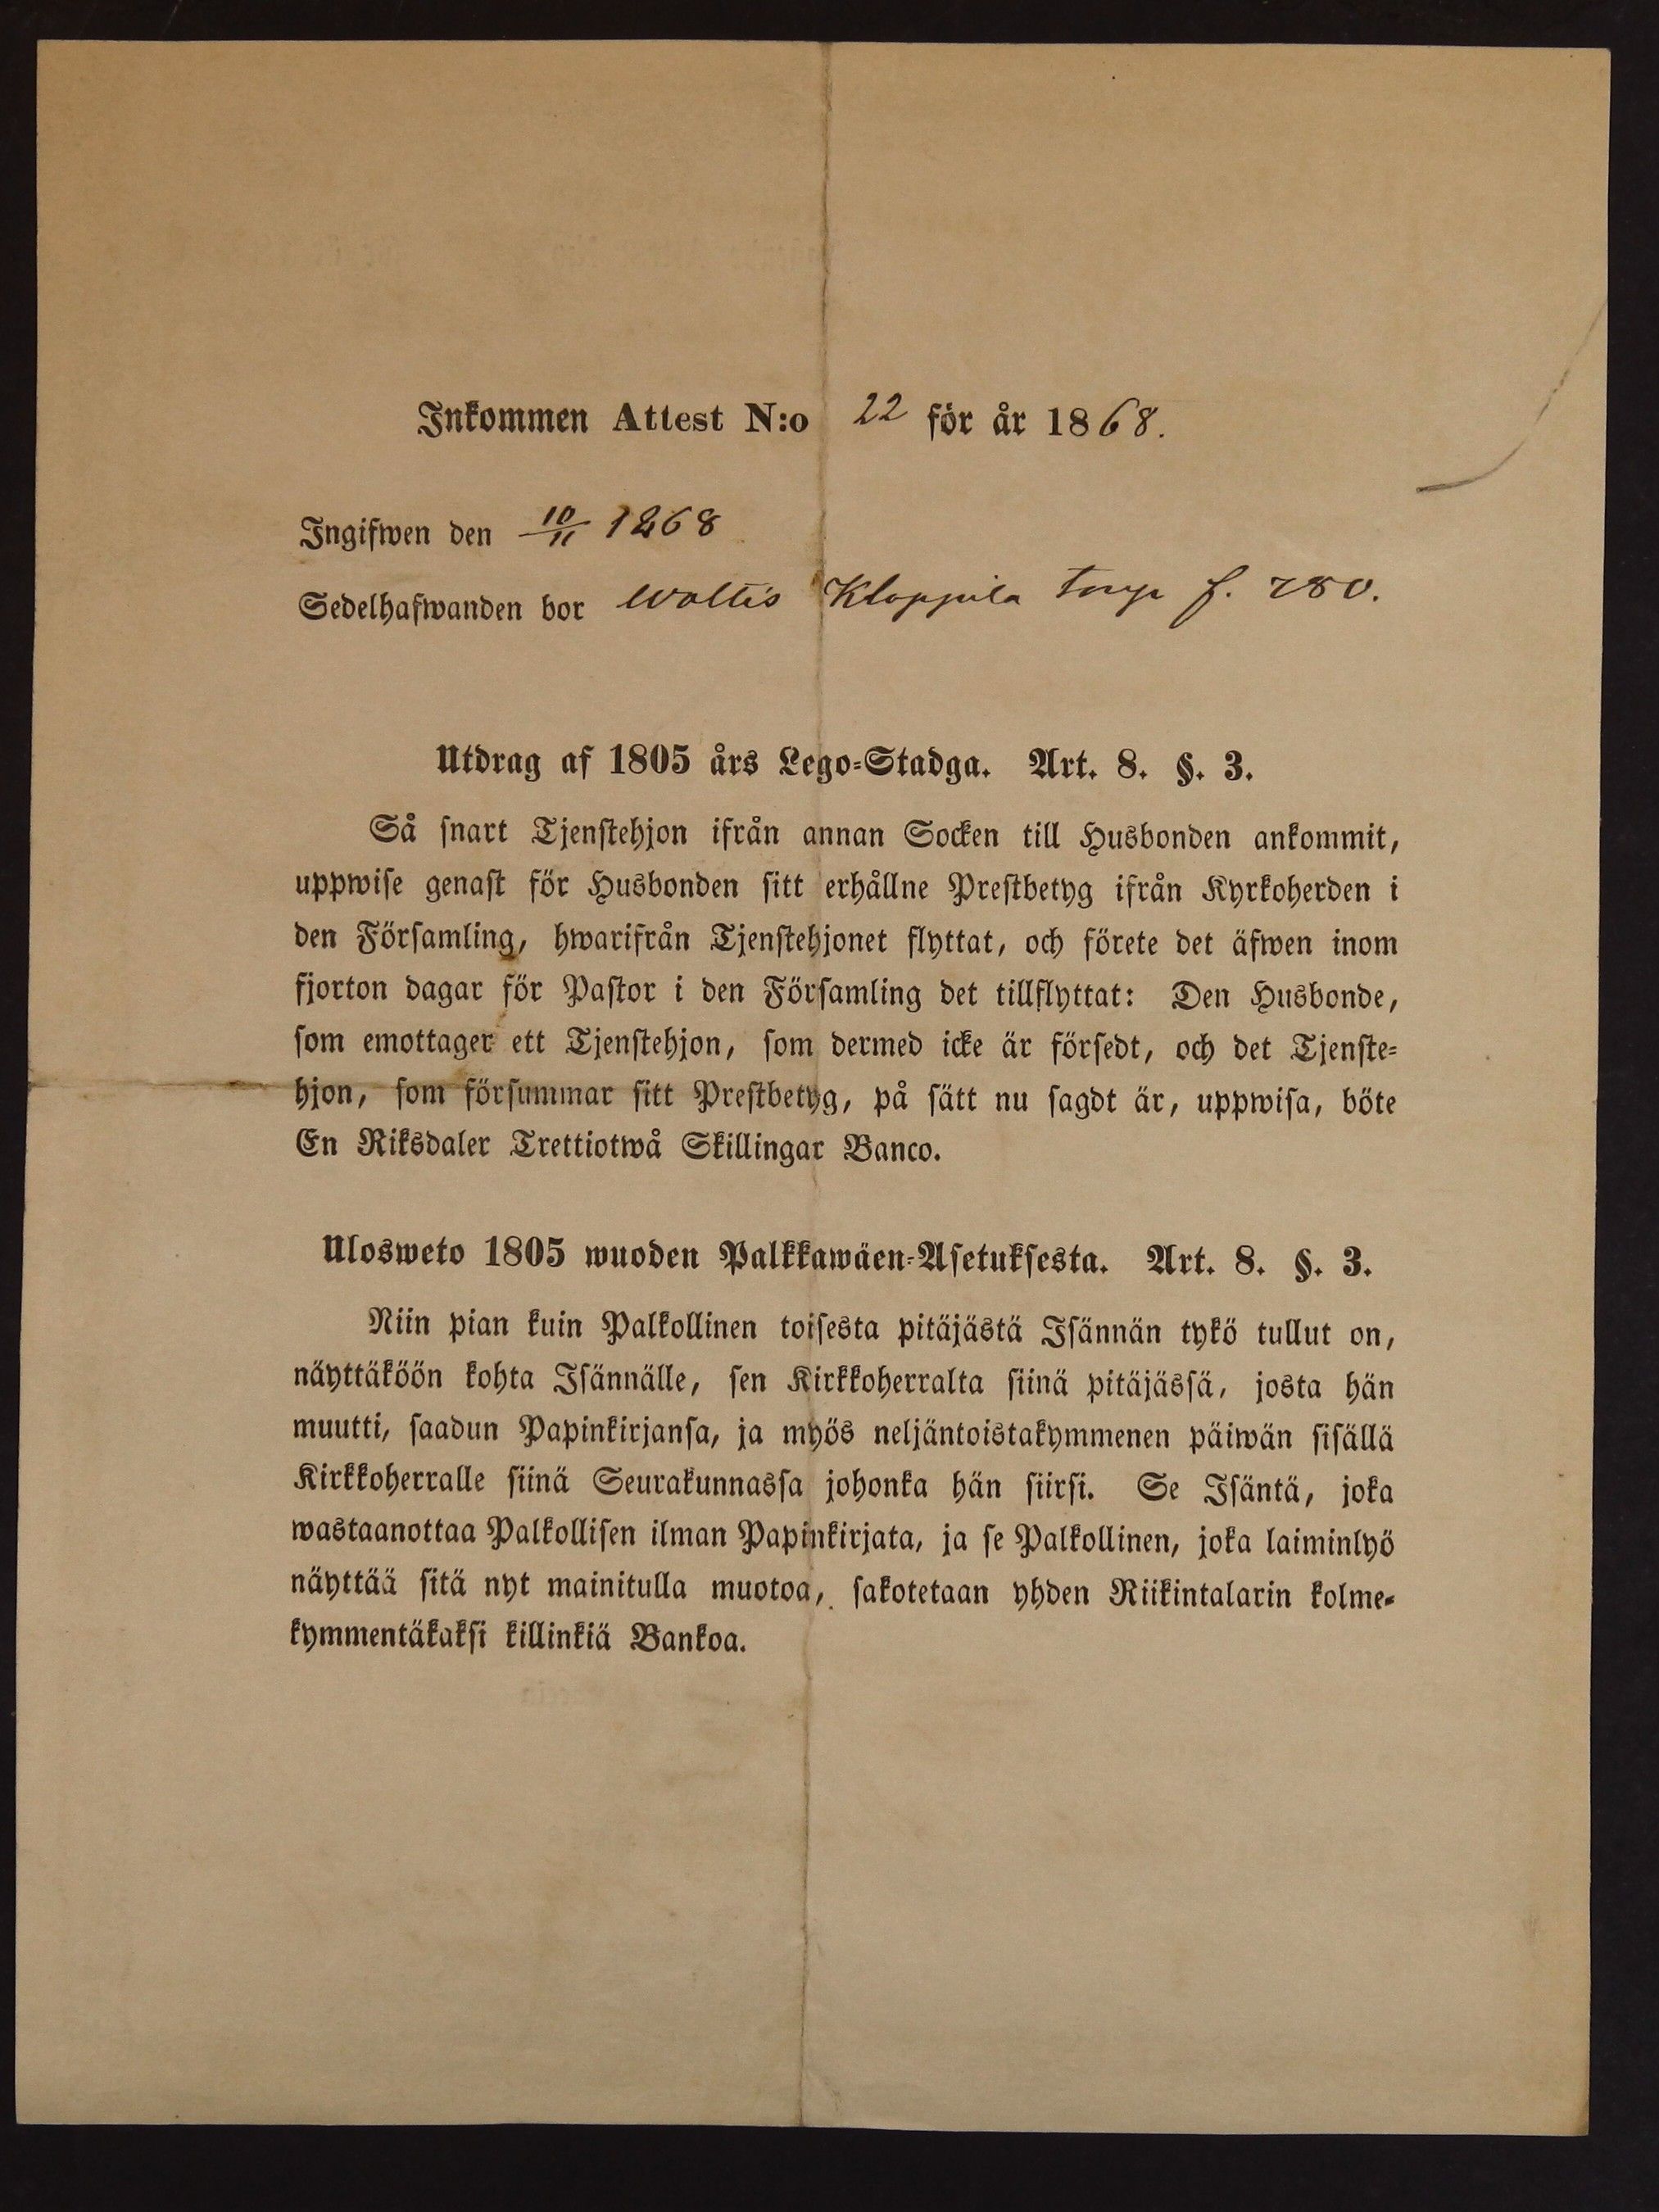 Inkommen Attest N:o 22 för år 1868.
Ingifwen den 10/11 1868
Sedelhafwanden bor Woltis Kloppila torp f. 280.
Utdrag af 1805 års Lego-Stadga. Art. 8. §. 3.
Så snart Tjenstehjon ifrån annan Socken till Husbonden ankommit,
uppwise genast för Husbonden sitt erhållne Prestbetyg ifrån Kyrkoherden i
den Församling, hwarifrån Tjenstehjonet flyttat, och förete det äfwen inom
fjorton dagar för Pastor i den Församling det tillflyttat: Den Husbonde,
som emottager ett Tjenstehjon, som dermed icke är försedt, och det Tjenste-
hjon, som försummar sitt Prestbetyg, på sätt nu sagdt är, uppwisa, böte
En Riksdaler Trettiotwå Skillingar Banco.
Ulosweto 1805 wuoden Palkkawäen-Asetuksesta. Art. 8. §. 3.
Niin pian kuin Palkollinen toisesta pitäjästä Isännän tykö tullut on,
näyttäköön kohta Isännälle, sen Kirkkoherralta siinä pitäjässä, josta hän
muutti, saadun Papinkirjansa, ja myös neljäntoistakymmenen päiwän sisällä
Kirkkoherralle siinä Seurakunnassa johonka hän siirsi. Se Isäntä, joka
wastaanottaa Palkollisen ilman Papinkirjata, ja se Palkollinen, joka laiminlyö
näyttää sitä nyt mainitulla muotoa, sakotetaan yhden Riikintalarin kolme-
kymmentäkaksi killinkiä Bankoa.